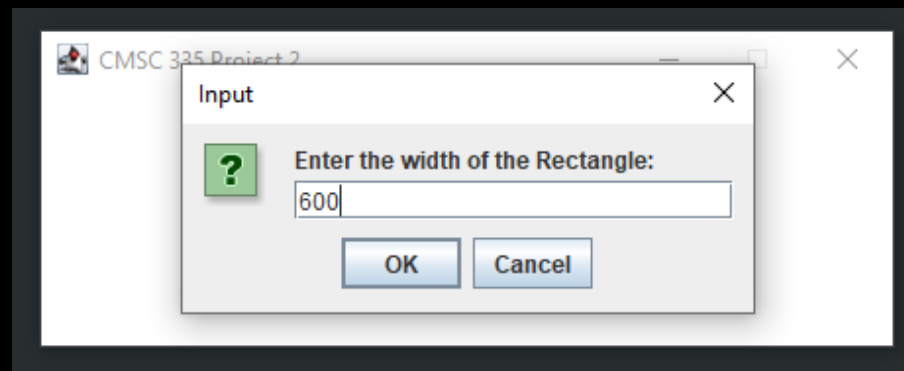 CMSC 335 Project 2
Input
Enter the width of the Rectangle:
600
OK Cancel